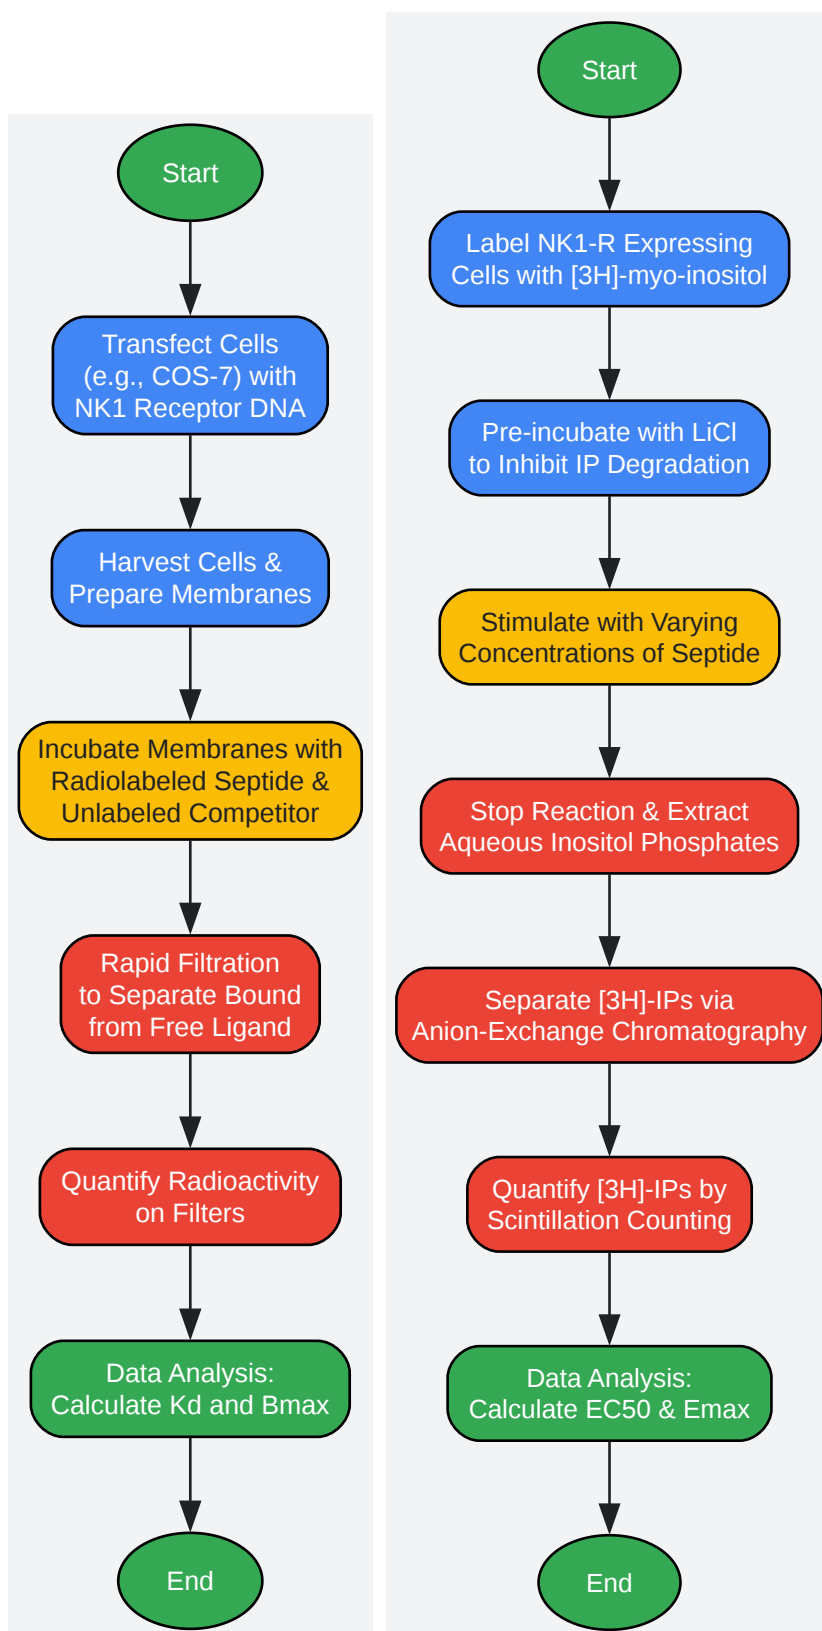 Start
Transfect Cells
(e.g., COS-7) with
NK1 Receptor DNA
Harvest Cells &
Prepare Membranes
Incubate Membranes with
Radiolabeled Septide &
Unlabeled Competitor
Rapid Filtration
to Separate Bound
from Free Ligand
Quantify Radioactivity
on Filters
Data Analysis:
Calculate Kd and Bmax
End
Start
Label NK1-R Expressing
Cells with [3H]-myo-inositol
Pre-incubate with LiCl
to Inhibit IP Degradation
Stimulate with Varying
Concentrations of Septide
Stop Reaction & Extract
Aqueous Inositol Phosphates
Separate [3H]-IPs via
Anion-Exchange Chromatography
Quantify [3H]-IPs by
Scintillation Counting
Data Analysis:
Calculate EC50 & Emax
End